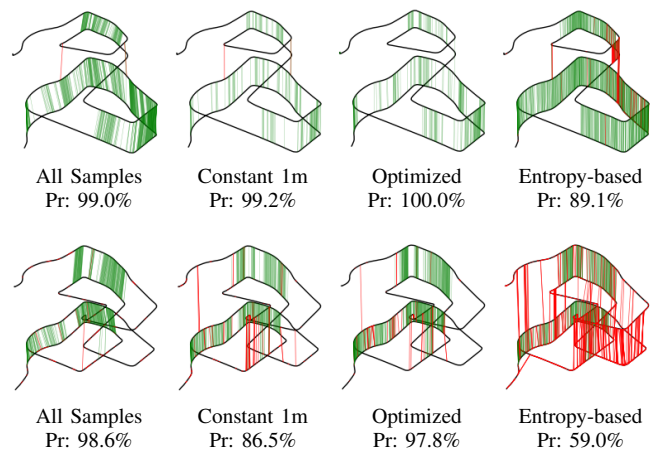 All Samples Constant 1m Optimized Entropy-based
Pr: 99.0% Pr: 99.2% Pr: 100.0% Pr: 89.1%
All Samples Constant 1m Optimized Entropy-based
Pr: 98.6% Pr: 86.5% Pr: 97.8% Pr: 59.0%